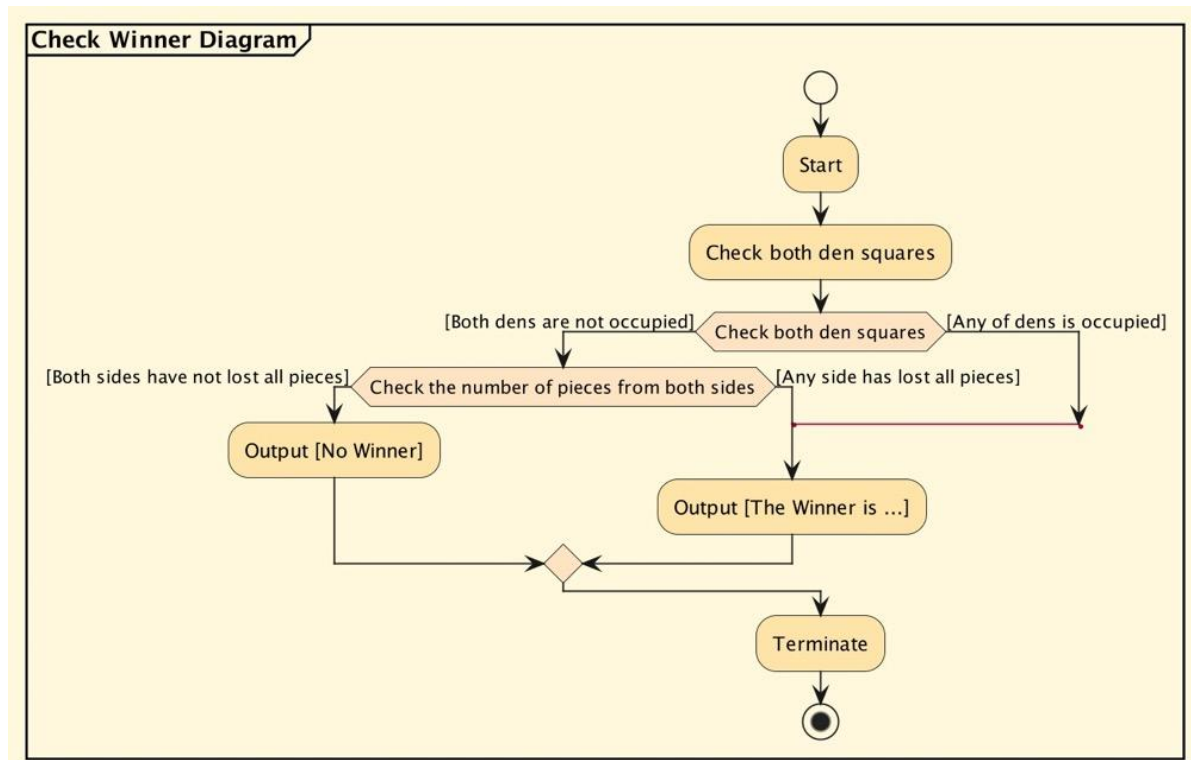 Check Winner Diagram
Start
Check both den squares
[Both dens are not occupied]
Check both den squares
[Any of dens is occupied]
[Both sides have not lost all pieces]
Check the number of pieces from both sides
[Any side has lost all pieces]
Output [No Winner]
Output [The Winner is ...]
Terminate